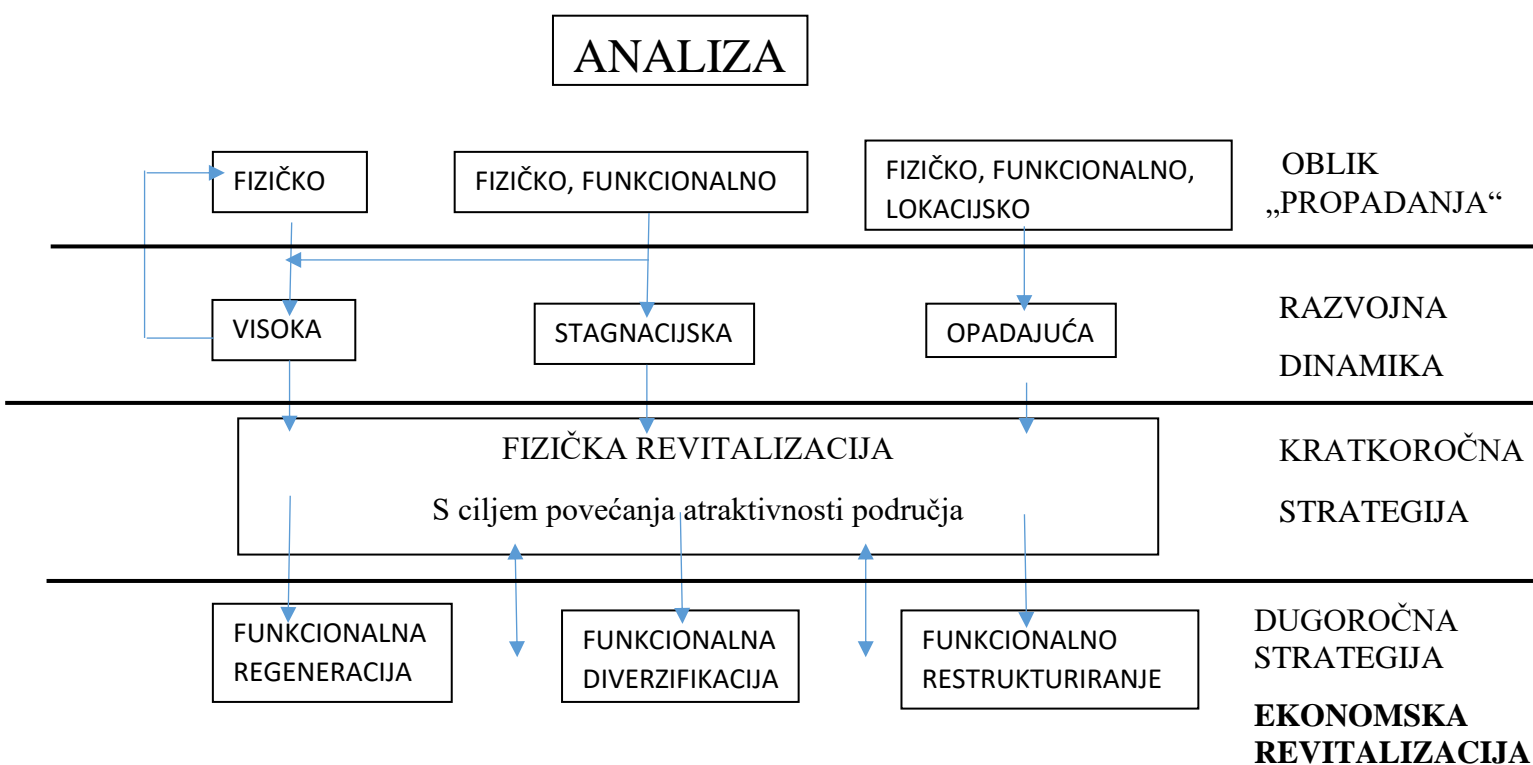 ANALIZA
FIZIČKO
FIZIČKO, FUNKCIONALNO
FIZIČKO, FUNKCIONALNO,
LOKACIJSKO
OBLIK
„PROPADANJA“
VISOKA
STAGNACIJSKA
OPADAJUĆA
RAZVOJNA
DINAMIKA
FIZIČKA REVITALIZACIJA
S ciljem povećanja atraktivnosti područja
KRATKOROČNA
STRATEGIJA
FUNKCIONALNA
REGENERACIJA
FUNKCIONALNA
DIVERZIFIKACIJA
FUNKCIONALNO
RESTRUKTURIRANJE
DUGOROČNA
STRATEGIJA
EKONOMSKA
REVITALIZACIJA